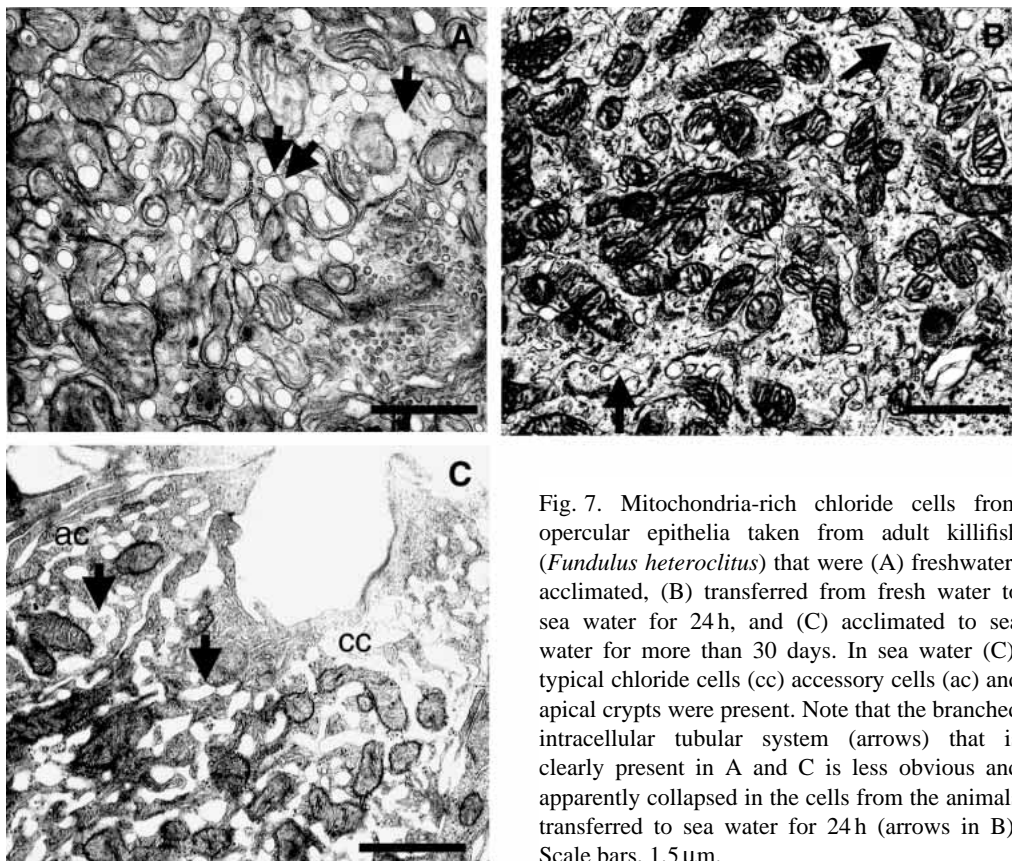 A
B
C
ac
cc
Fig. 7. Mitochondria-rich chloride cells from
opercular epithelia taken from adult killifish
(Fundulus heteroclitus) that were (A) freshwater
acclimated, (B) transferred from fresh water to
sea water for 24 h, and (C) acclimated to sea
water for more than 30 days. In sea water (C)
typical chloride cells (cc) accessory cells (ac) and
apical crypts were present. Note that the branched
intracellular tubular system (arrows) that i
clearly present in A and C is less obvious and
apparently collapsed in the cells from the animal
transferred to sea water for 24 h (arrows in B)
Scale bars, 1.5 μm.